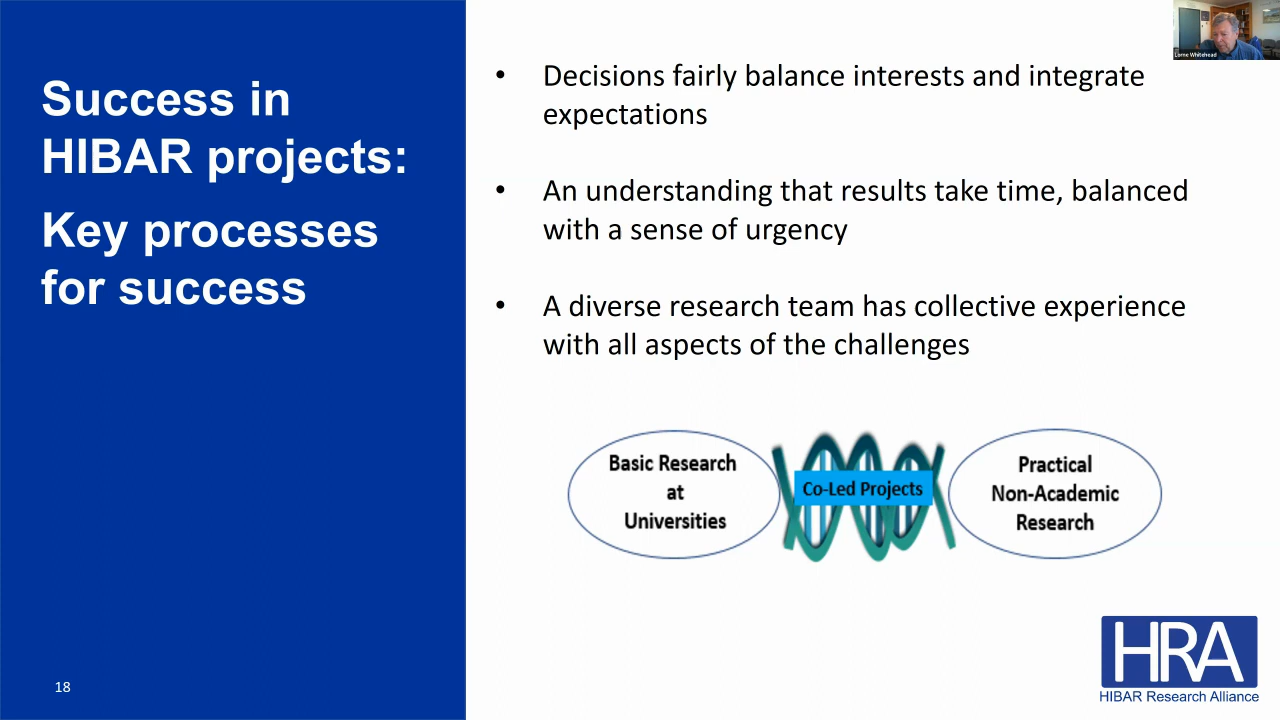 Success in
HIBAR projects:
Key processes
for success
18
• Decisions fairly balance interests and integrate
expectations
• An understanding that results take time, balanced
with a sense of urgency
• A diverse research team has collective experience
with all aspects of the challenges
Basic Research
at
Universities
Co-Led Projects
Practical
Non-Academic
Research
HRA
HIBAR Research Alliance
Lorne Whitehead